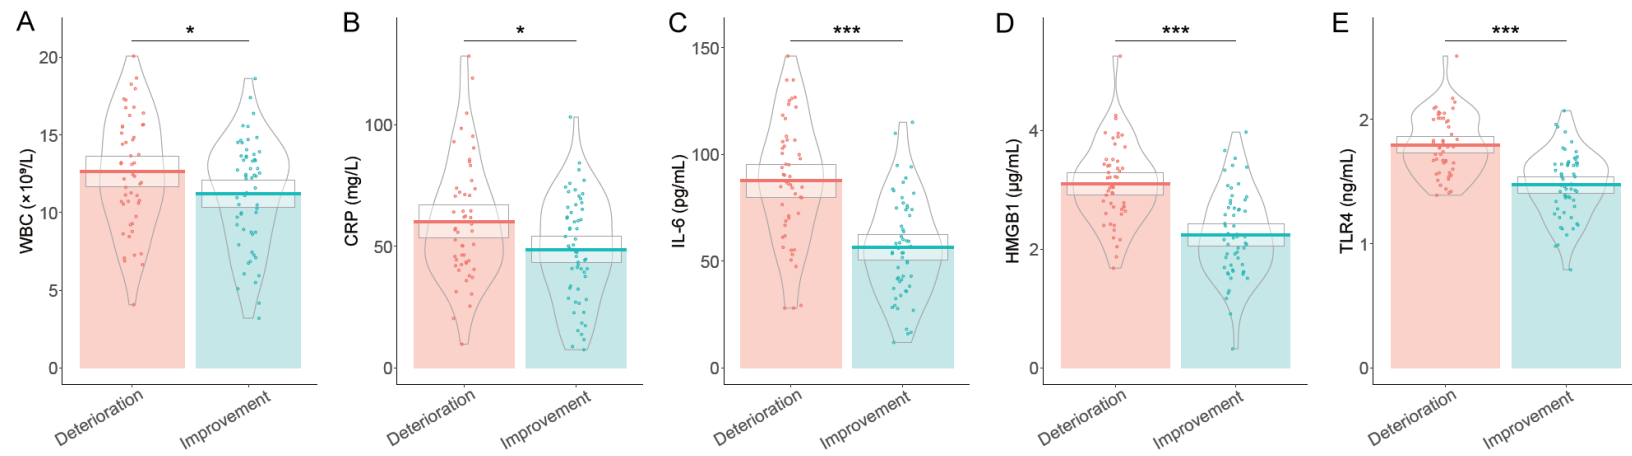 A
WBC (×10⁹/L)
20
15
10
5
0
*
Deterioration
Improvement
B
CRP (mg/L)
100
50
0
*
Deterioration
Improvement
C
IL-6 (pg/mL)
150
100
50
0
***
Deterioration
Improvement
D
HMGB1 (μg/mL)
4
2
0
***
Deterioration
Improvement
E
TLR4 (ng/mL)
2
1
0
***
Deterioration
Improvement